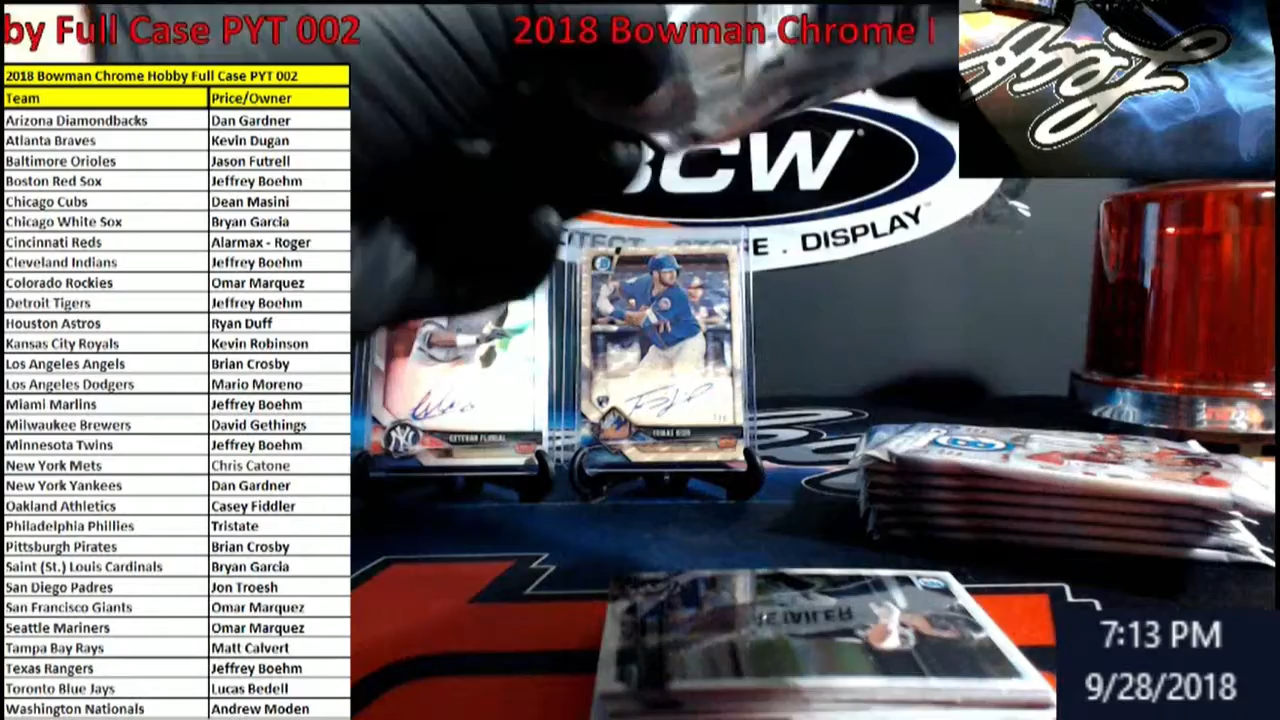 by Full Case PYT 002 2018 Bowman Chrome
2018 Bowman Chrome Hobby Full Case PYT 002
Team Price/Owner
Arizona Diamondbacks Dan Gardner
Atlanta Braves Kevin Dugan
Baltimore Orioles Jason Futrell
Boston Red Sox Jeffrey Boehm
Chicago Cubs Dean Masini
Chicago White Sox Bryan Garcia
Cincinnati Reds Alarmax - Roger
Cleveland Indians Jeffrey Boehm
Colorado Rockies Omar Marquez
Detroit Tigers Jeffrey Boehm
Houston Astros Ryan Duff
Kansas City Royals Kevin Robinson
Los Angeles Angels Brian Crosby
Los Angeles Dodgers Mario Moreno
Miami Marlins Jeffrey Boehm
Milwaukee Brewers David Gethings
Minnesota Twins Jeffrey Boehm
New York Mets Chris Catone
New York Yankees Dan Gardner
Oakland Athletics Casey Fiddler
Philadelphia Phillies Tristate
Pittsburgh Pirates Brian Crosby
Saint (St.) Louis Cardinals Bryan Garcia
San Diego Padres Jon Troesh
San Francisco Giants Omar Marquez
Seattle Mariners Omar Marquez
Tampa Bay Rays Matt Calvert
Texas Rangers Jeffrey Boehm
Toronto Blue Jays Lucas Bedell
Washington Nationals Andrew Moden
BCW
. DISPLAY™
Leaf
7:13 PM
9/28/2018